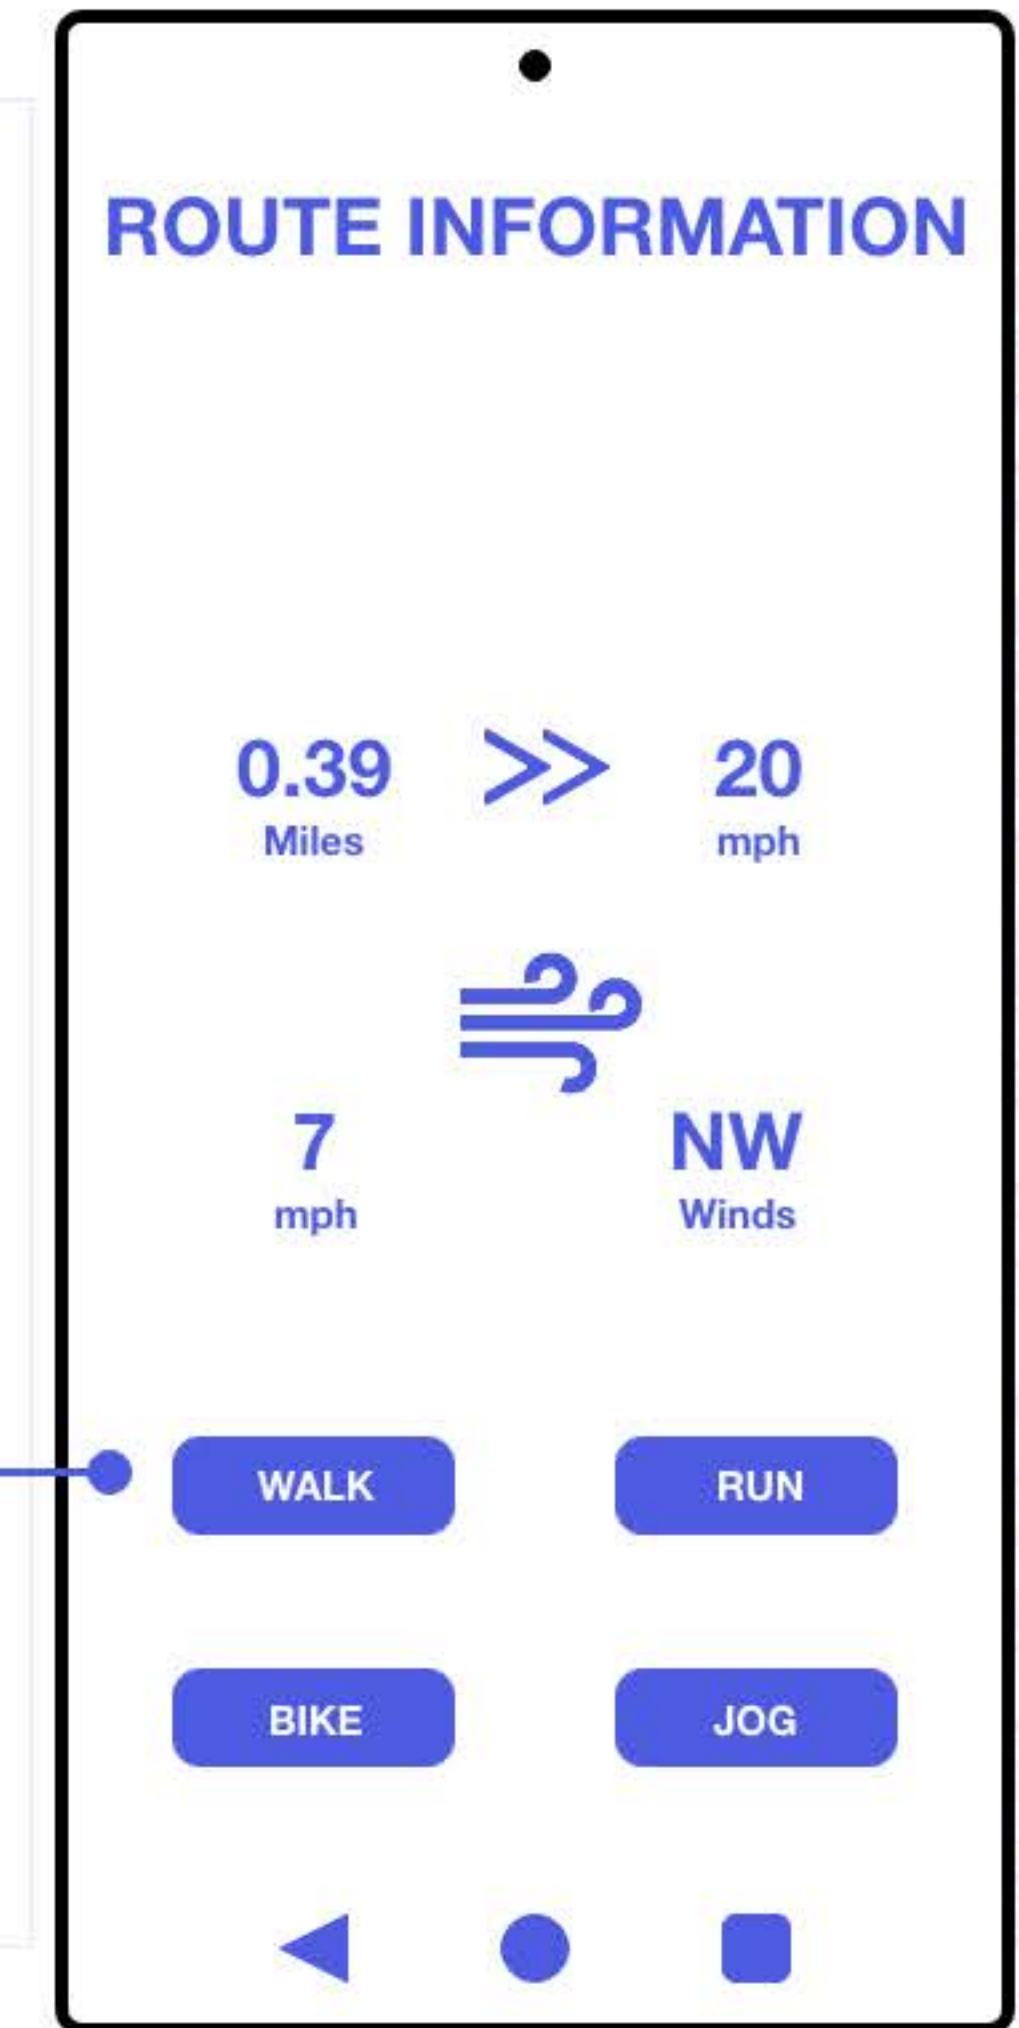 ROUTE INFORMATION
0.39 >> 20
Miles mph
7 NW
mph Winds
WALK RUN
BIKE JOG